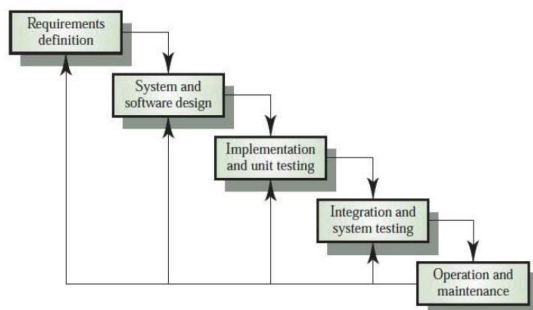 Requirements
definition
System and
software design
Implementation
and unit testing
Integration and
system testing
Operation and
maintenance